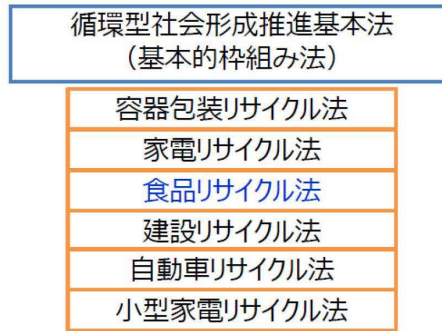 循環型社会形成推進基本法
（基本的枠組み法）
容器包装リサイクル法
家電リサイクル法
食品リサイクル法
建設リサイクル法
自動車リサイクル法
小型家電リサイクル法